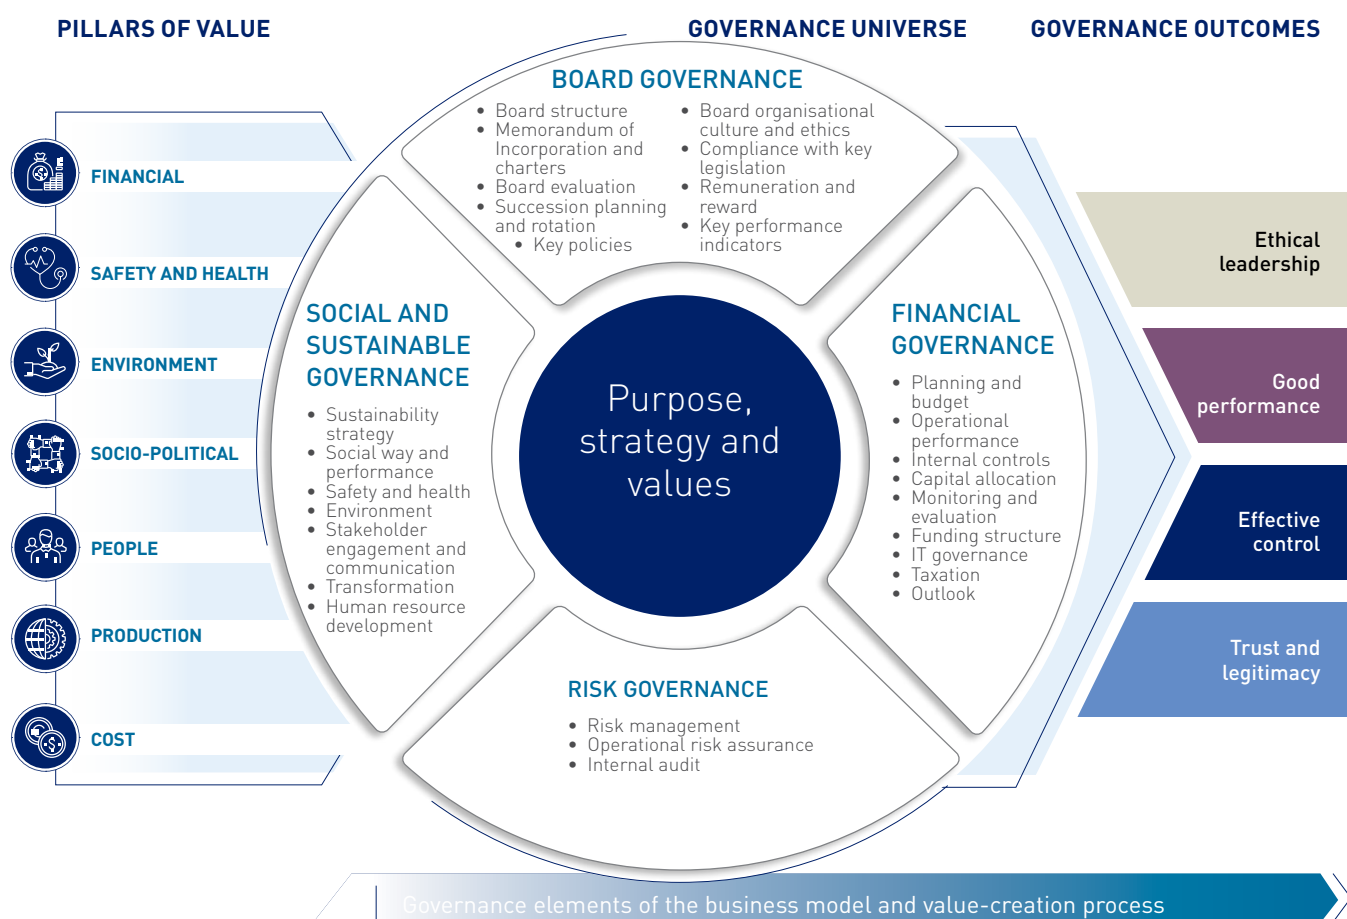 PILLARS OF VALUE
GOVERNANCE UNIVERSE
GOVERNANCE OUTCOMES
FINANCIAL
SAFETY AND HEALTH
ENVIRONMENT
SOCIO-POLITICAL
PEOPLE
PRODUCTION
COST
BOARD GOVERNANCE
• Board structure
• Memorandum of
Incorporation and
charters
• Board evaluation
• Succession planning
and rotation
• Key policies
• Board organisational
culture and ethics
• Compliance with key
legislation
• Remuneration and
reward
• Key performance
indicators
SOCIAL AND
SUSTAINABLE
GOVERNANCE
• Sustainability
strategy
• Social way and
performance
• Safety and health
• Environment
• Stakeholder
engagement and
communication
• Transformation
• Human resource
development
Purpose,
strategy and
values
FINANCIAL
GOVERNANCE
• Planning and
budget
• Operational
performance
• Internal controls
• Capital allocation
• Monitoring and
evaluation
• Funding structure
• IT governance
• Taxation
• Outlook
RISK GOVERNANCE
• Risk management
• Operational risk assurance
• Internal audit
Ethical
leadership
Good
performance
Effective
control
Trust and
legitimacy
Governance elements of the business model and value-creation process